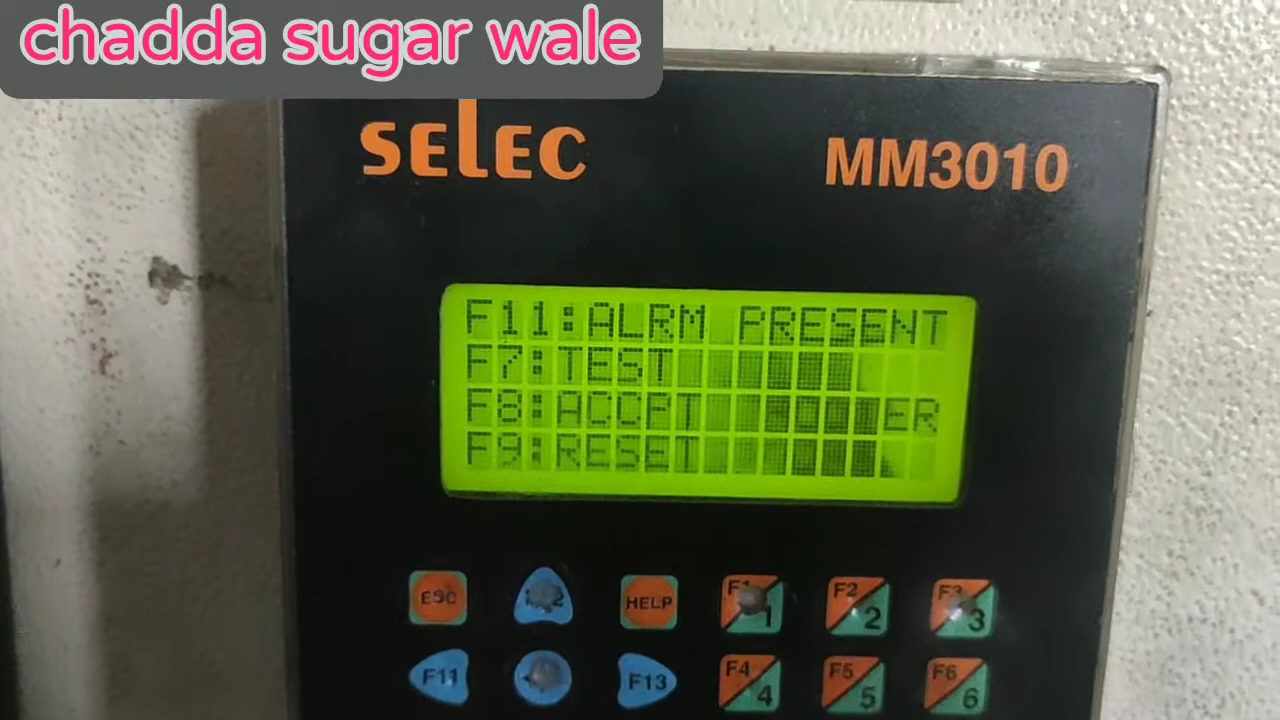 chadda sugar wale
SELEC
MM3010
F11:ALRM PRESENT
F7:TEST
F8:ACCPT ER
F9:RESET
ESC HELP F1 1 F2 2 F3 3
F11 F13 F4 4 F5 5 F6 6